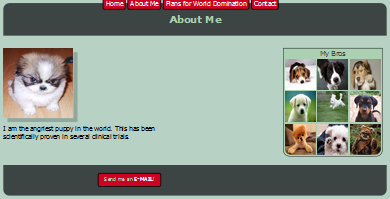 Home About Me Plans for World Domination Contact
About Me
My Bros
I am the angriest puppy in the world. This has been
scientifically proven in several clinical trials.
Send me an E-MAIL!